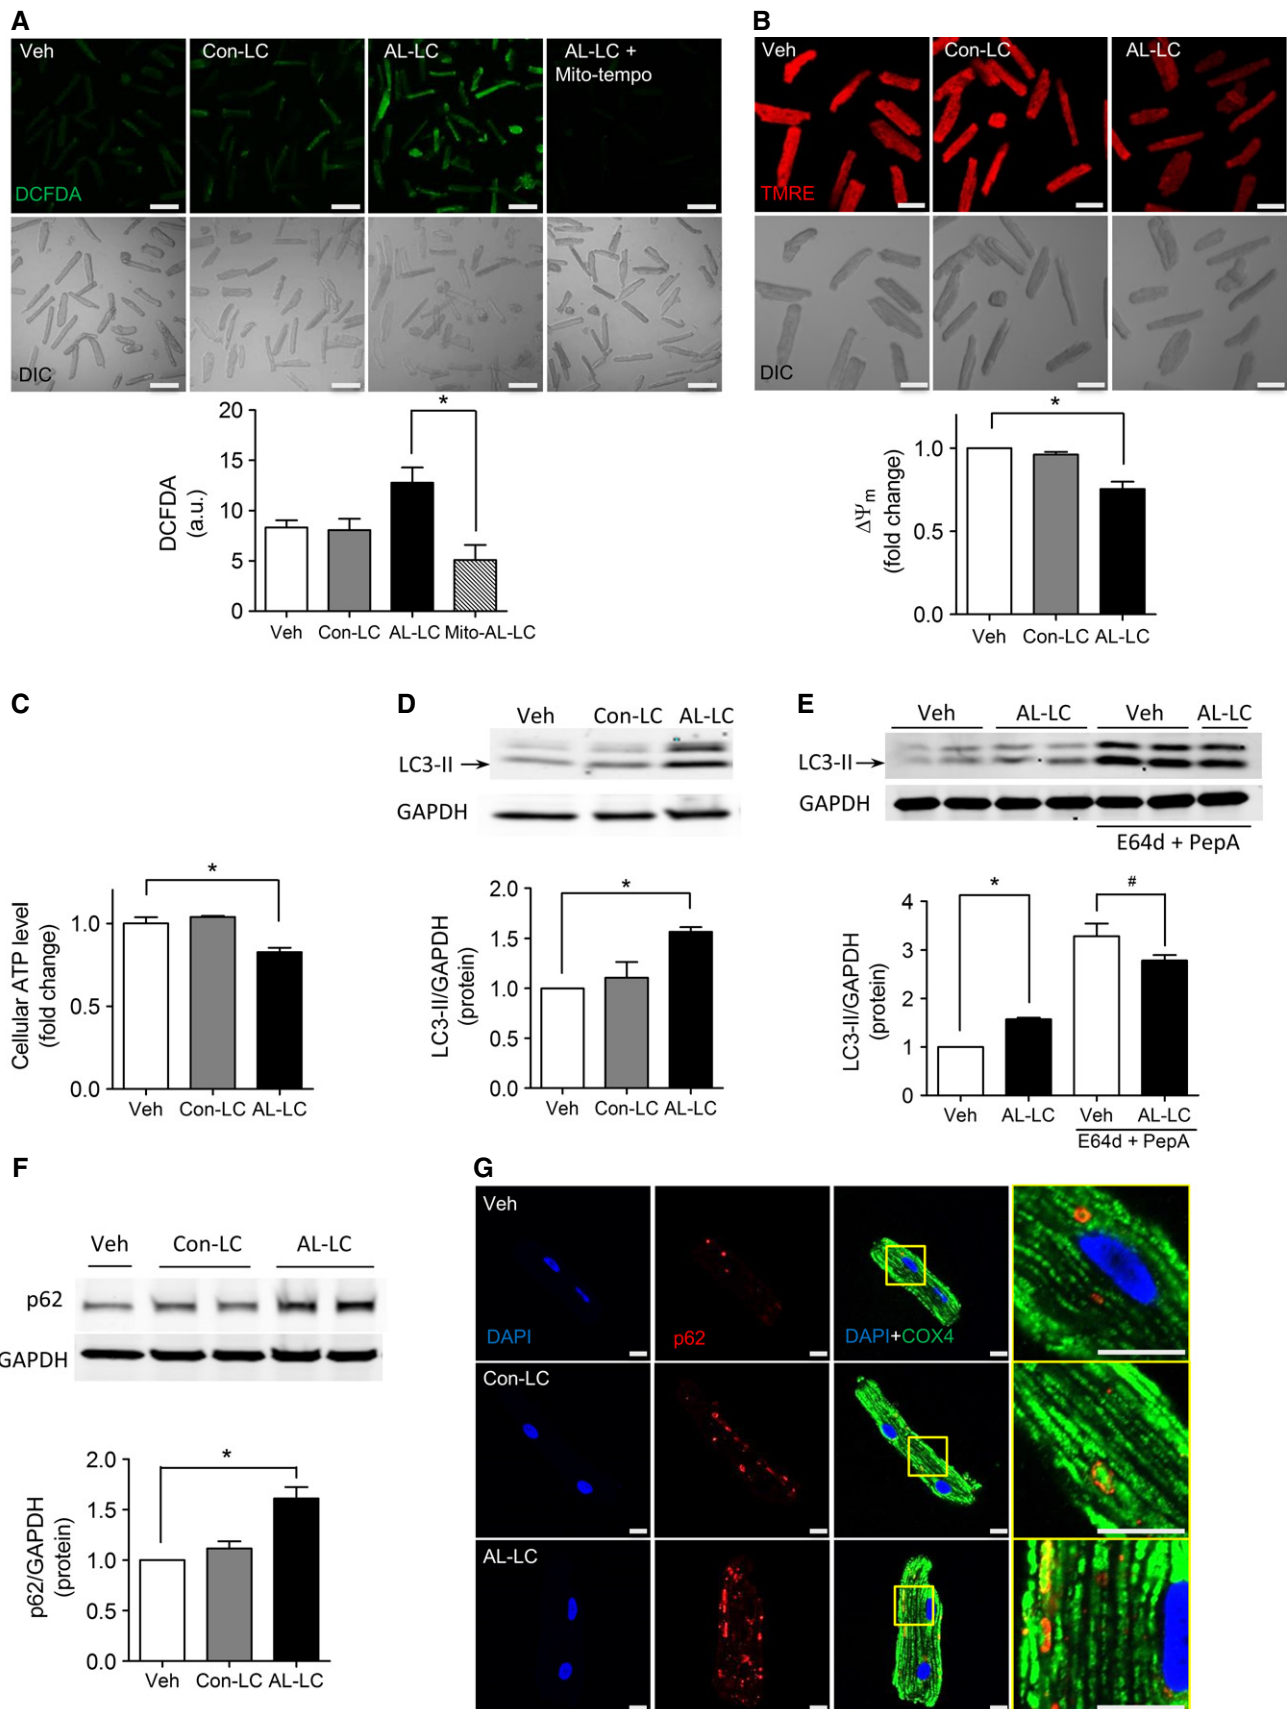 A
Veh
Con-LC
AL-LC
AL-LC +
Mito-tempo
DCFDA
DIC
20
15
10
5
0
DCFDA
(a.u.)
*
Veh
Con-LC
AL-LC
Mito-AL-LC
B
Veh
Con-LC
AL-LC
TMRE
DIC
1.0
0.5
0.0
ΔΨm
(fold change)
*
Veh
Con-LC
AL-LC
C
Cellular ATP level
(fold change)
1.0
0.5
0.0
*
Veh
Con-LC
AL-LC
D
Veh
Con-LC
AL-LC
LC3-II
GAPDH
LC3-II/GAPDH
(protein)
2.0
1.5
1.0
0.5
0.0
*
Veh
Con-LC
AL-LC
E
Veh
AL-LC
Veh
AL-LC
LC3-II
GAPDH
E64d + PepA
LC3-II/GAPDH
(protein)
4
3
2
1
0
*
#
Veh
AL-LC
Veh
AL-LC
E64d + PepA
F
Veh
Con-LC
AL-LC
p62
GAPDH
p62/GAPDH
(protein)
2.0
1.5
1.0
0.5
0.0
*
Veh
Con-LC
AL-LC
G
Veh
DAPI
p62
DAPI+COX4
Con-LC
AL-LC